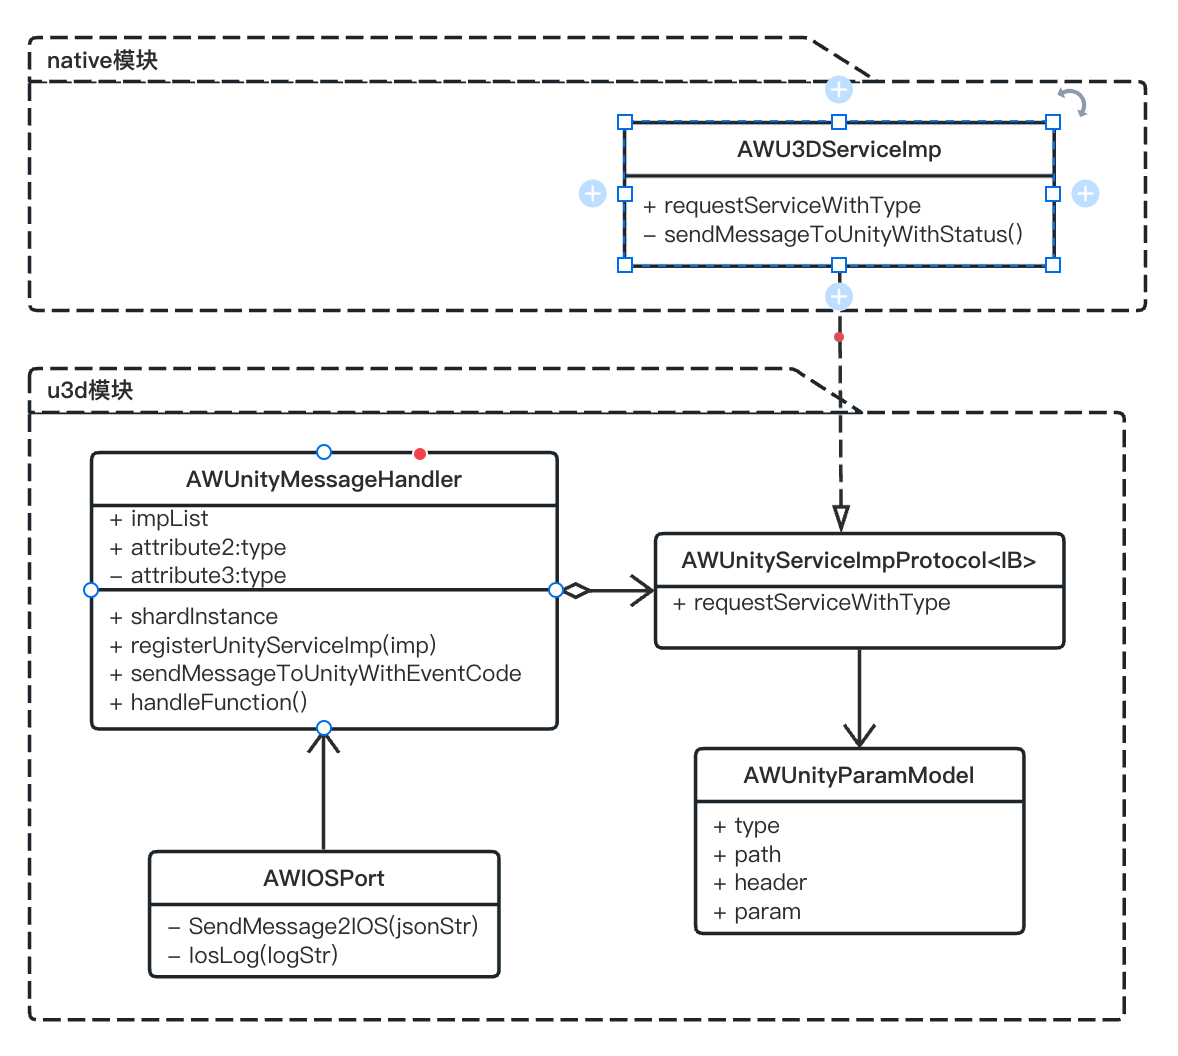 native模块
AWU3DServiceImp
+ requestServiceWithType
– sendMessageToUnityWithStatus()
u3d模块
AWUnityMessageHandler
+ impList
+ attribute2:type
– attribute3:type
+ shardInstance
+ registerUnityServiceImp(imp)
+ sendMessageToUnityWithEventCode
+ handleFunction()
AWUnityServiceImpProtocol<IB>
+ requestServiceWithType
AWUnityParamModel
+ type
+ path
+ header
+ param
AWIOSPort
– SendMessage2IOS(jsonStr)
– IosLog(logStr)